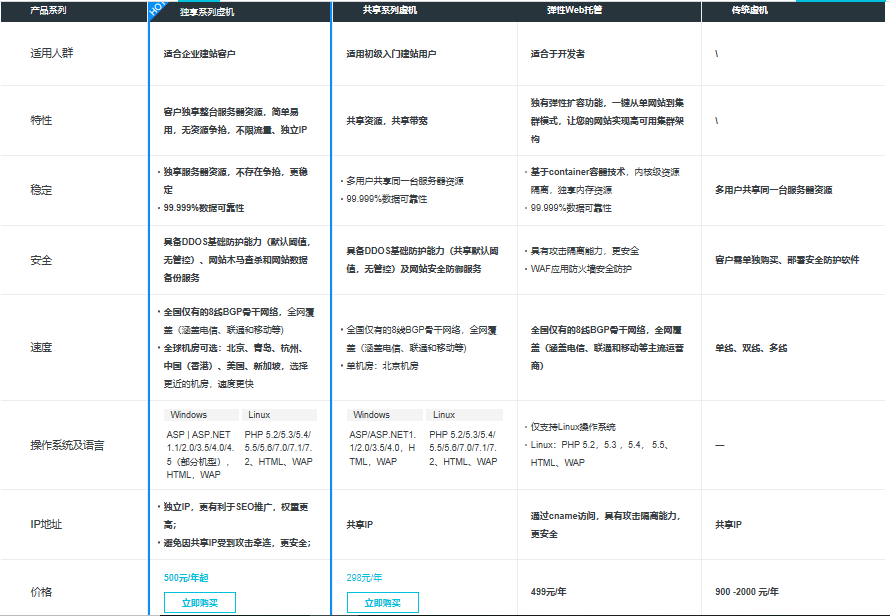 产品系列
HOT
独享系列虚机
共享系列虚机
弹性Web托管
传统虚机
适用人群
适合企业建站客户
适用初级入门建站用户
适合于开发者
\
特性
客户独享整台服务器资源，简单易
用，无资源争抢，不限流量、独立IP
共享资源，共享带宽
独有弹性扩容功能，一键从单网站到集
群模式，让您的网站实现高可用集群架
构
\
稳定
· 独享服务器资源，不存在争抢，更稳
定
· 99.999%数据可靠性
· 多用户共享同一台服务器资源
· 99.999%数据可靠性
· 基于container容器技术，内核级资源
隔离，独享内存资源
· 99.999%数据可靠性
多用户共享同一台服务器资源
安全
具备DDOS基础防护能力（默认阈值，
无管控）、网站木马查杀和网站数据
备份服务
具备DDOS基础防护能力（共享默认阈
值，无管控）及网站安全防御服务
· 具有攻击隔离能力，更安全
· WAF应用防火墙安全防护
客户需单独购买、部署安全防护软件
速度
· 全国仅有的8线BGP骨干网络，全网覆
盖（涵盖电信、联通和移动等）
· 全球机房可选：北京、青岛、杭州、
中国（香港）、美国、新加坡，选择
更近的机房，速度更快
· 全国仅有的8线BGP骨干网络，全网覆
盖（涵盖电信、联通和移动等）
· 单机房：北京机房
全国仅有的8线BGP骨干网络，全网覆
盖（涵盖电信、联通和移动等主流运营
商）
单线、双线、多线
操作系统及语言
Windows
Linux
ASP | ASP.NET
1.1/2.0/3.5/4.0/4.
5（部分机型），
HTML，WAP
PHP 5.2/5.3/5.4/
5.5/5.6/7.0/7.1/7.
2、HTML、WAP
Windows
Linux
ASP/ASP.NET1.
1/2.0/3.5/4.0，H
TML，WAP
PHP 5.2/5.3/5.4/
5.5/5.6/7.0/7.1/7.
2、HTML、WAP
· 仅支持Linux操作系统
· Linux：PHP 5.2，5.3 ，5.4， 5.5、
HTML、WAP
—
IP地址
· 独立IP，更有利于SEO推广，权重更
高；
· 避免因共享IP受到攻击牵连，更安全；
共享IP
通过cname访问，具有攻击隔离能力，
更安全
共享IP
价格
500元/年起
立即购买
298元/年
立即购买
499元/年
900 -2000 元/年